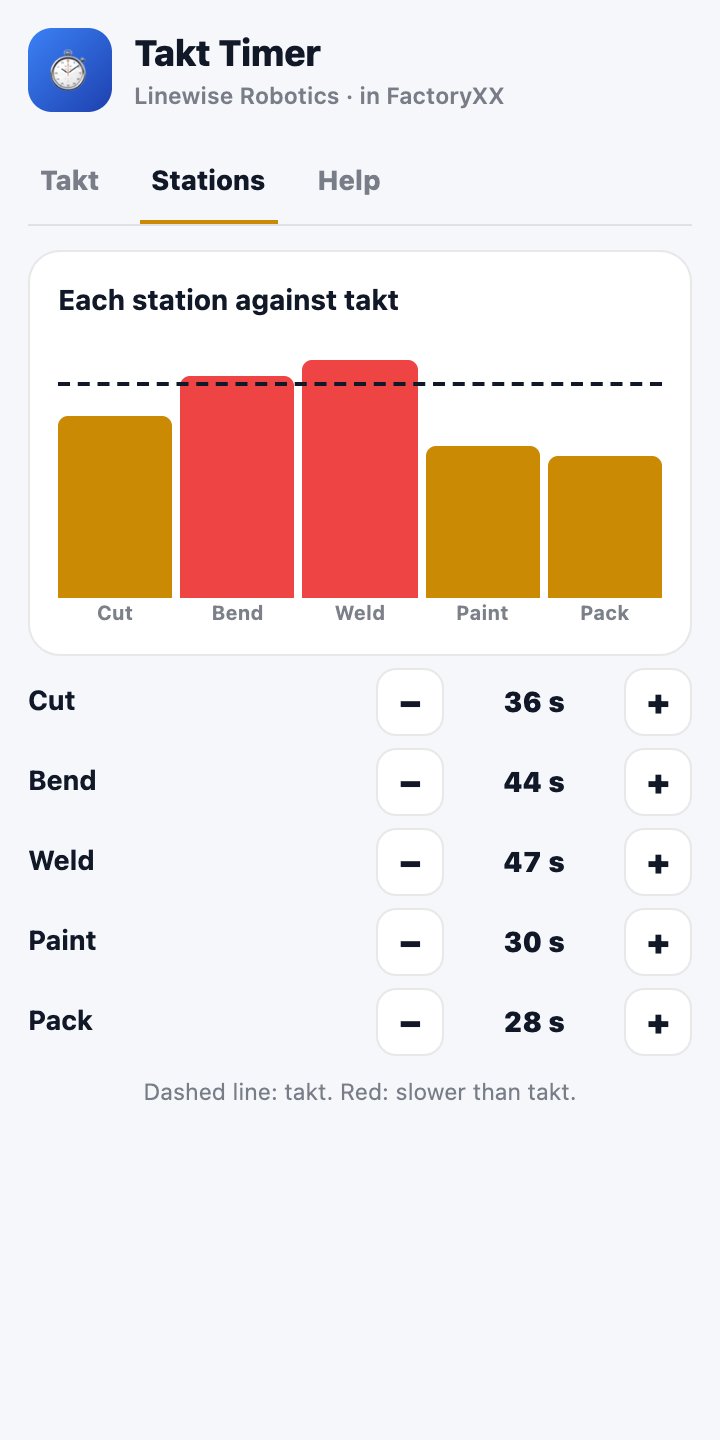 Takt Timer
Linewise Robotics · in FactoryXX
Takt Stations Help
Each station against takt
Cut Bend Weld Paint Pack
Cut − 36 s +
Bend − 44 s +
Weld − 47 s +
Paint − 30 s +
Pack − 28 s +
Dashed line: takt. Red: slower than takt.